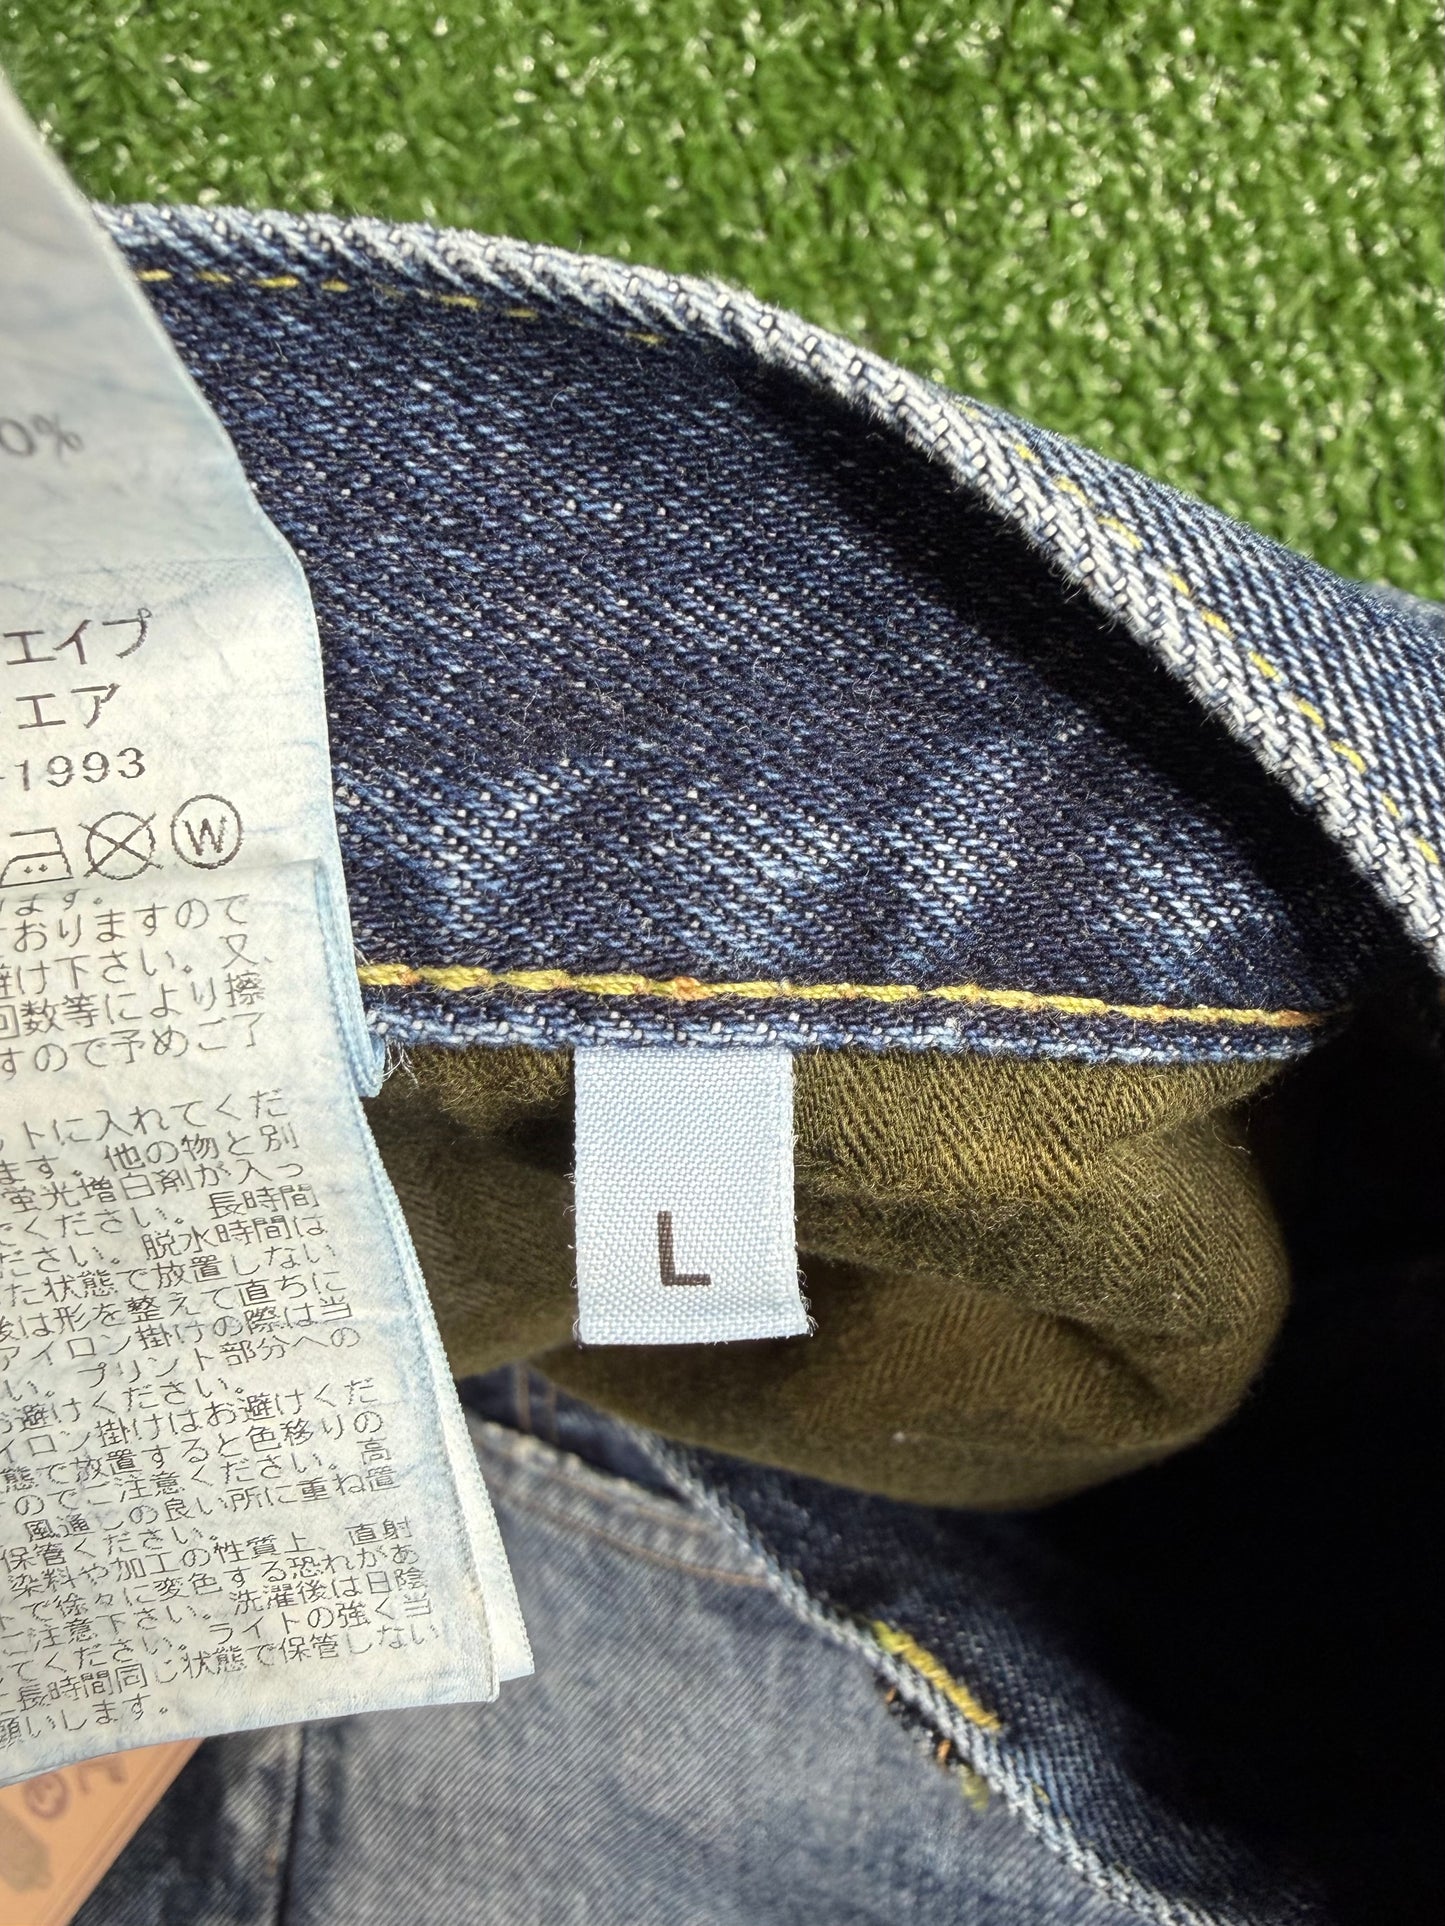 0%
エイプ
エア
-1993
W
ます。
おりますので
避け下さい。又、
回数等により擦
すので予めご了
ットに入れてくだ
ます。他の物と別
蛍光増白剤が入っ
てください。長時間
ださい。脱水時間は
た状態で放置しない
後は形を整えて直ちに
アイロン掛けの際は当
い。プリント部分への
お避けください。
イロン掛けはお避けくだ
態で放置すると色移りの
のでご注意ください。高
風通しの良い所に重ね置
保管ください。
染料や加工の性質上、直射
トで徐々に変色する恐れがあ
ご注意下さい。洗濯後は日陰
てください。ライトの強く当
長時間同じ状態で保管しない
願いします。
L